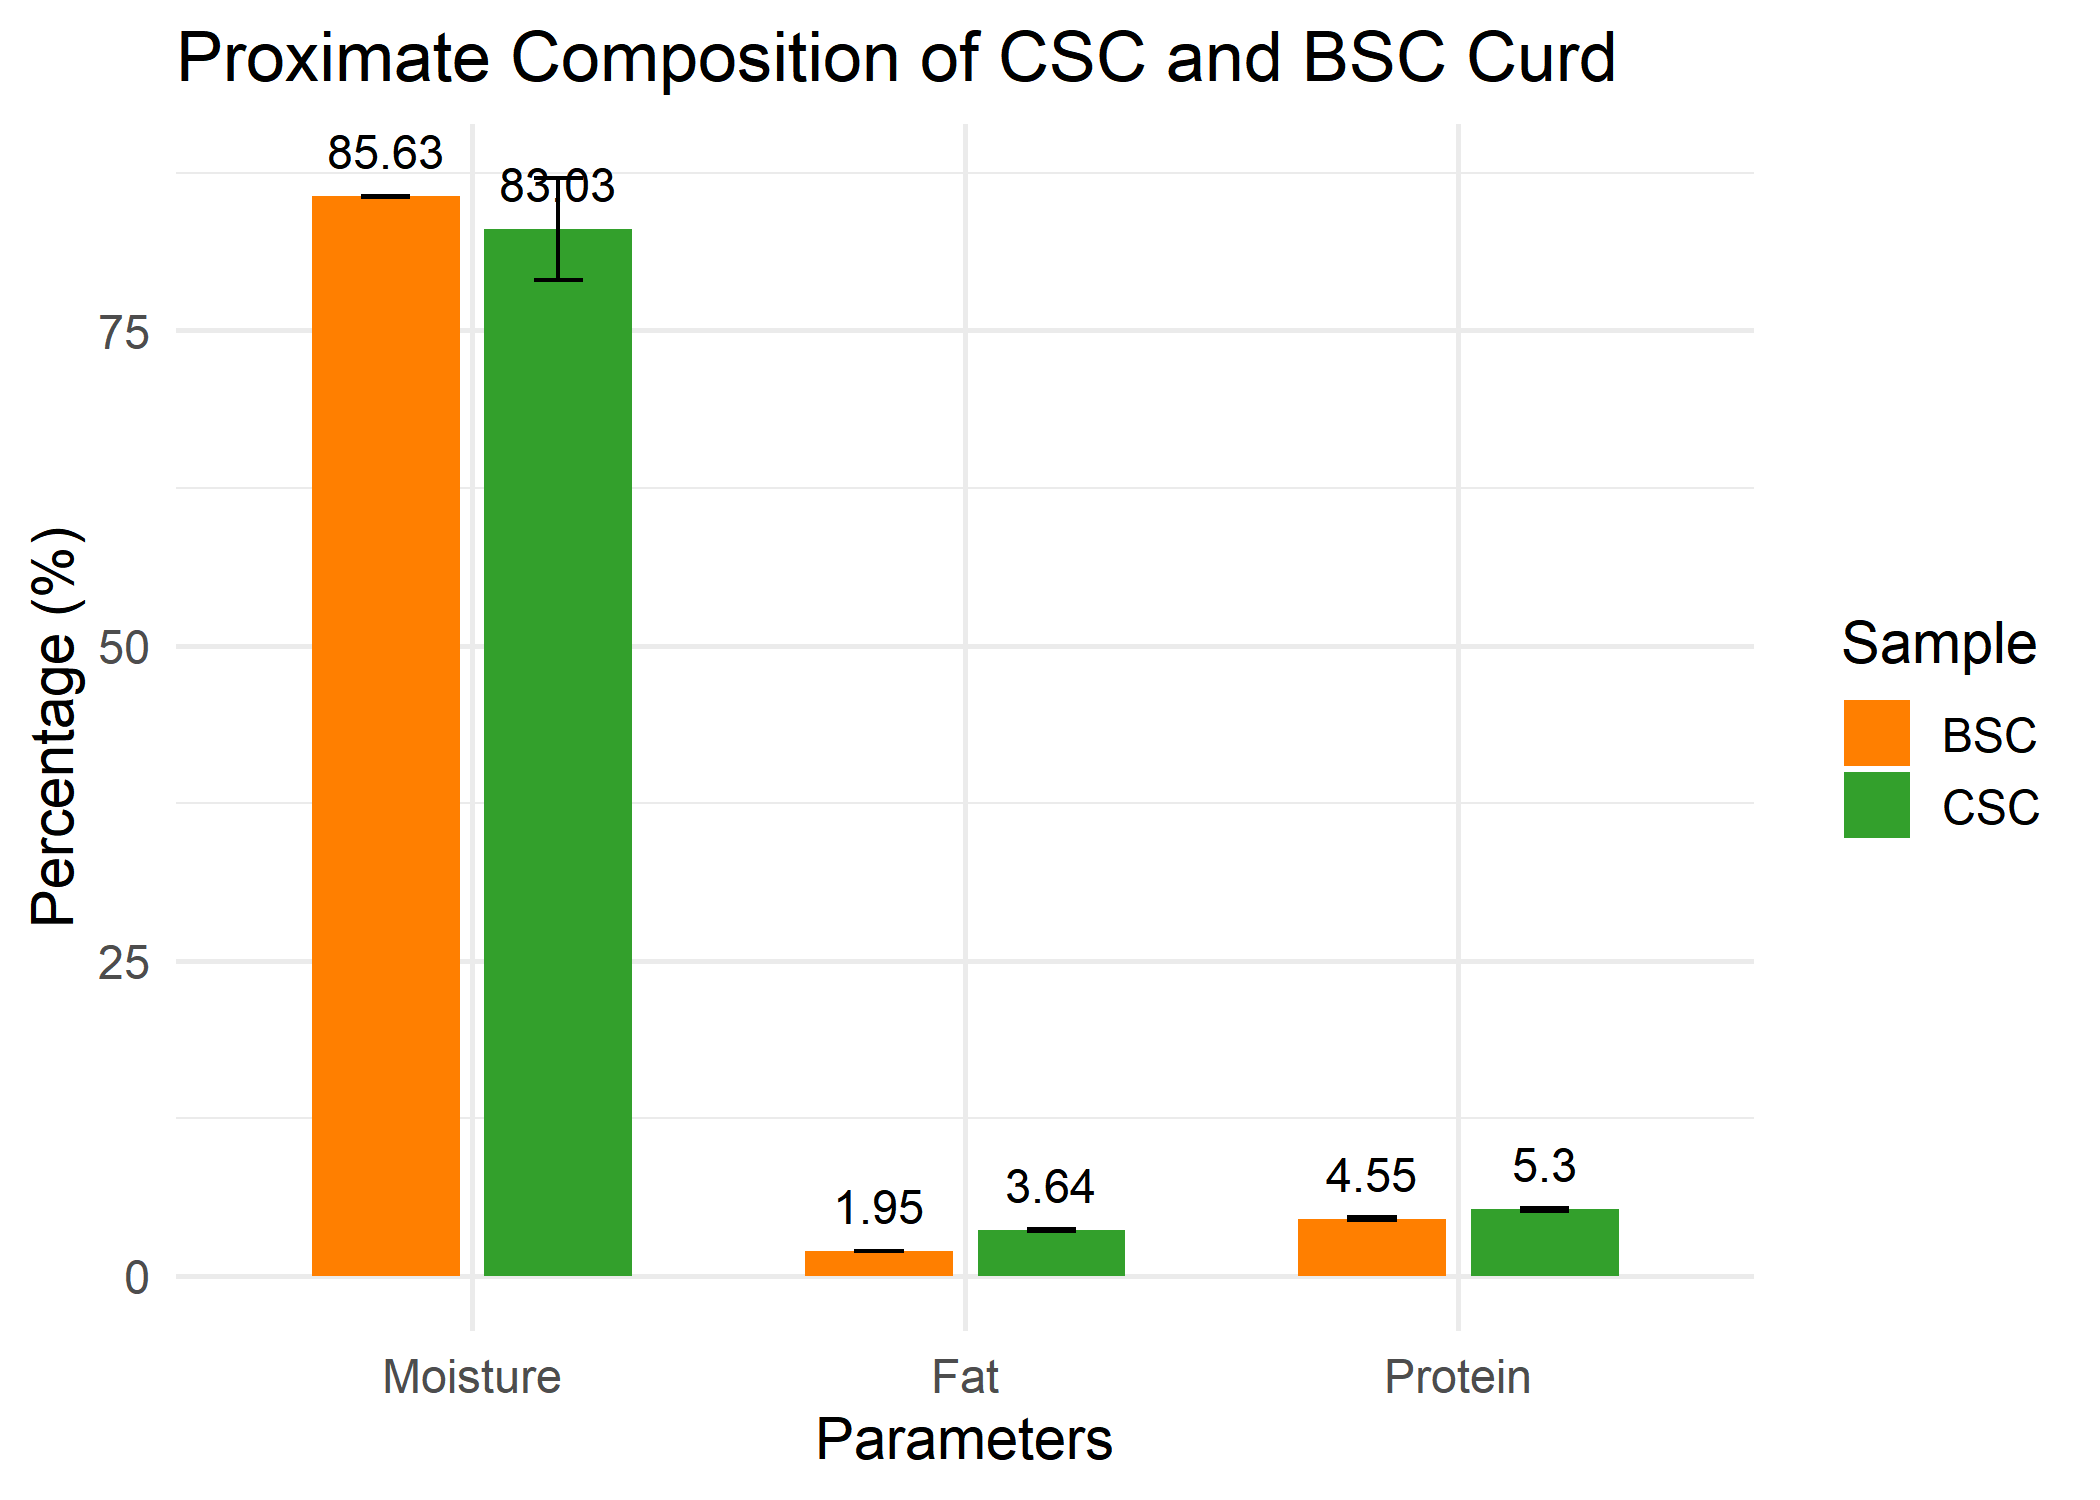 Proximate Composition of CSC and BSC Curd
85.63
83.03
75
50
25
0
1.95
3.64
4.55
5.3
Moisture
Fat
Protein
Parameters
Percentage (%)
Sample
BSC
CSC